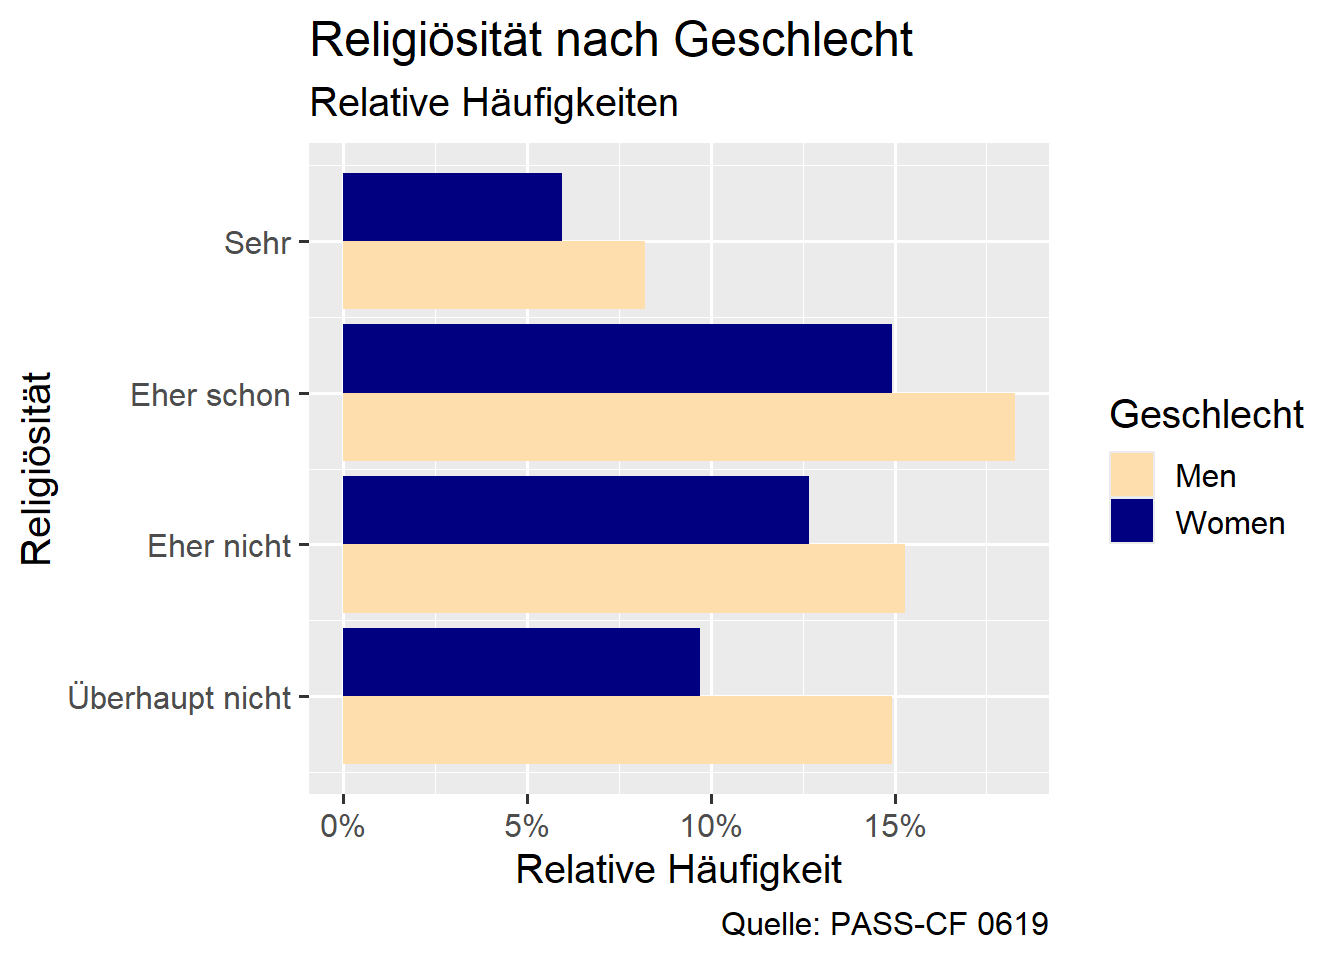 Religiösität nach Geschlecht
Relative Häufigkeiten
Religiösität
Sehr
Eher schon
Eher nicht
Überhaupt nicht
0% 5% 10% 15%
Relative Häufigkeit
Geschlecht
Men
Women
Quelle: PASS-CF 0619